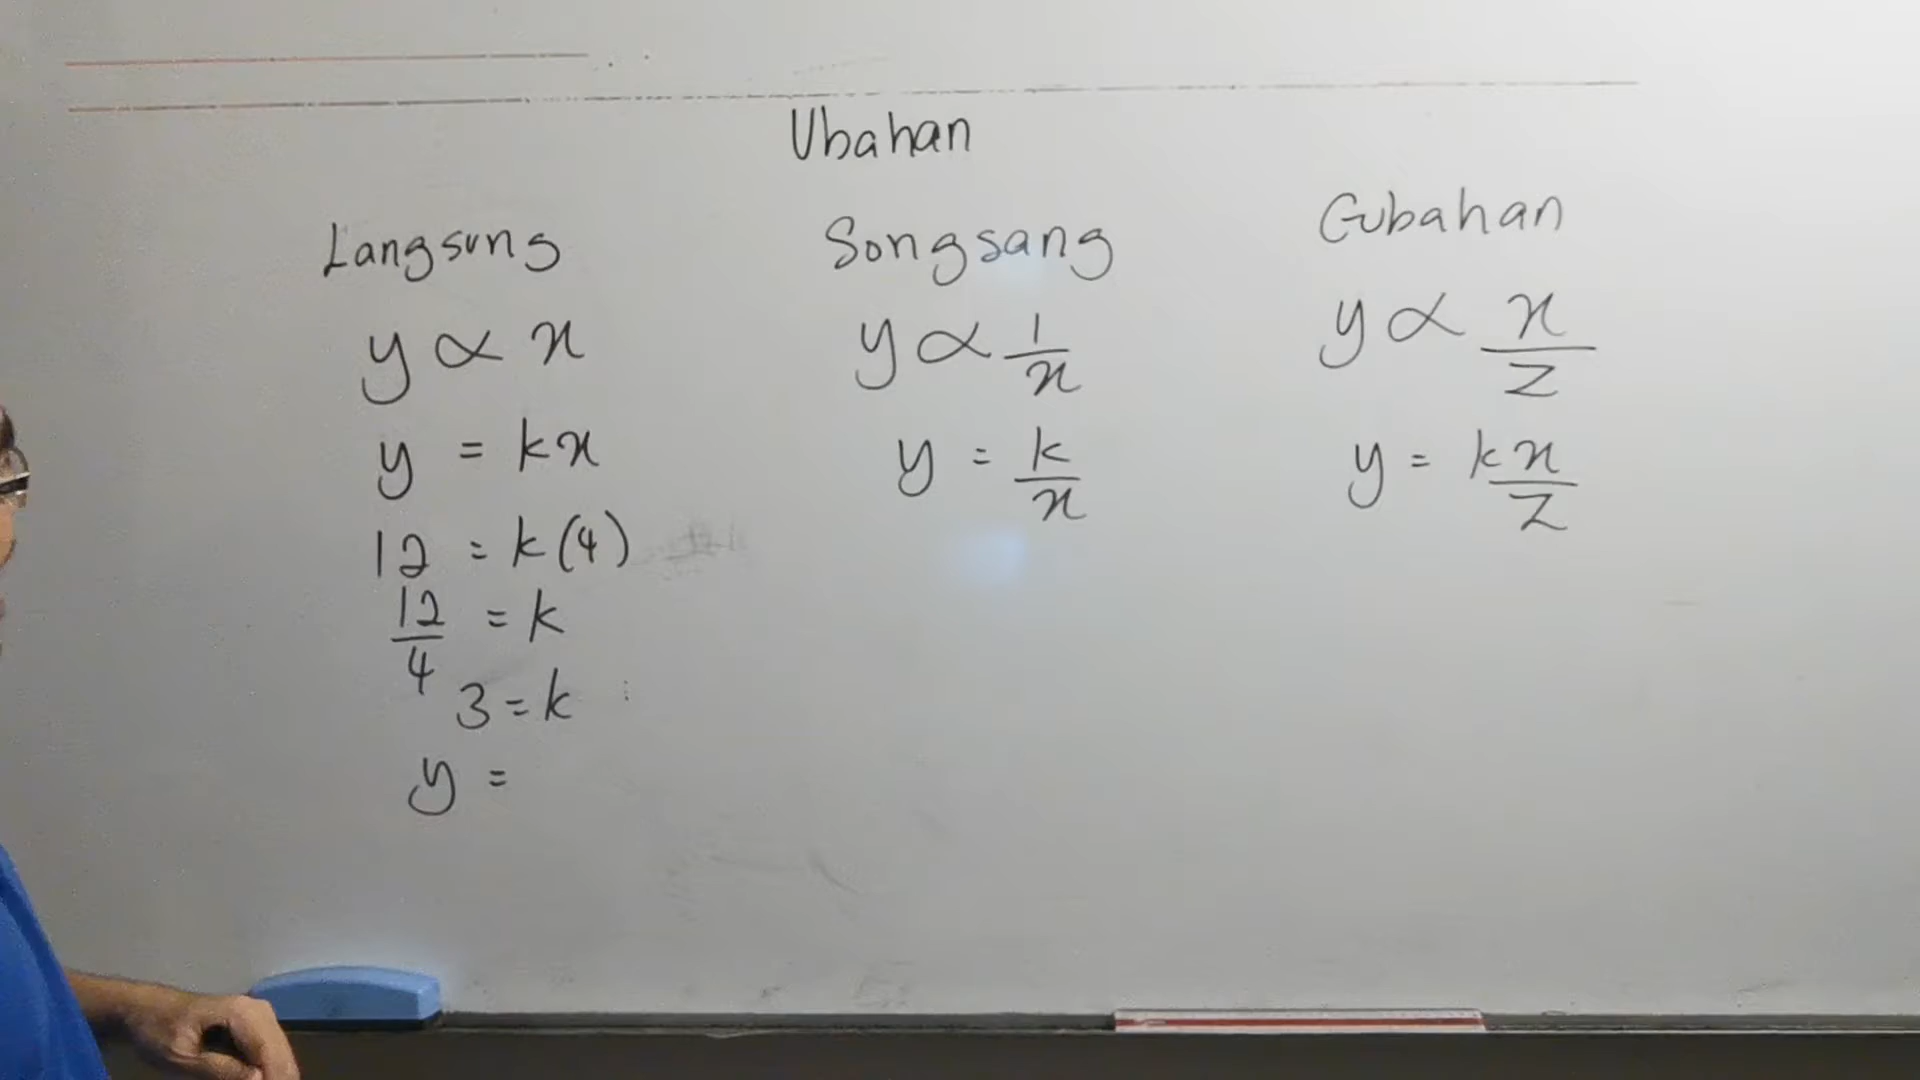 Ubahan
Langsung
y ∝ x
y = kx
12 = k(4)
12/4 = k
3 = k
y =
Songsang
y ∝ 1/x
y = k/x
Gubahan
y ∝ x/z
y = kx/z